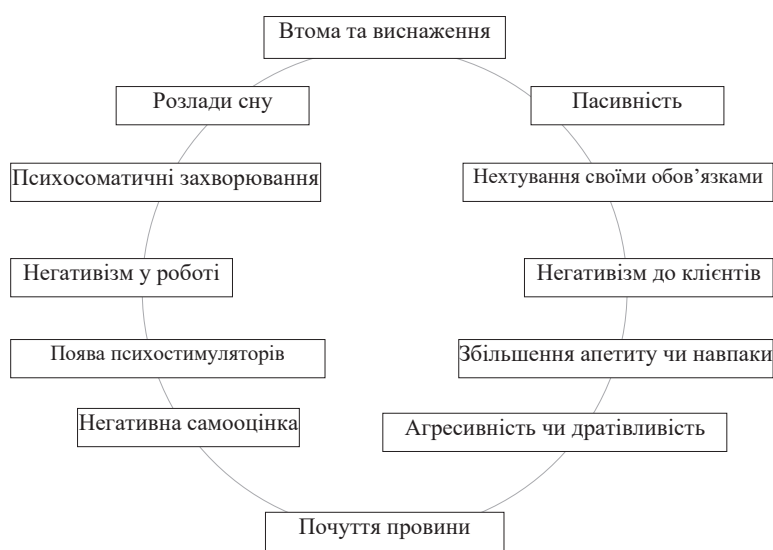 Втома та виснаження
Розлади сну
Пасивність
Психосоматичні захворювання
Нехтування своїми обов’язками
Негативізм у роботі
Негативізм до клієнтів
Поява психостимуляторів
Збільшення апетиту чи навпаки
Негативна самооцінка
Агресивність чи дратівливість
Почуття провини